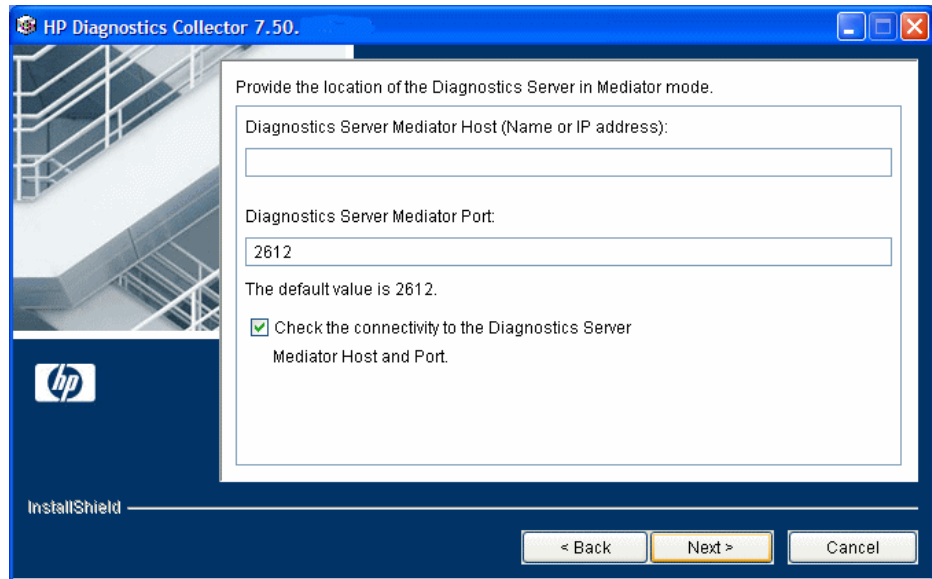 HP Diagnostics Collector 7.50.
Provide the location of the Diagnostics Server in Mediator mode.
Diagnostics Server Mediator Host (Name or IP address):
Diagnostics Server Mediator Port:
2612
The default value is 2612.
Check the connectivity to the Diagnostics Server
Mediator Host and Port.
hp
InstallShield
< Back
Next >
Cancel